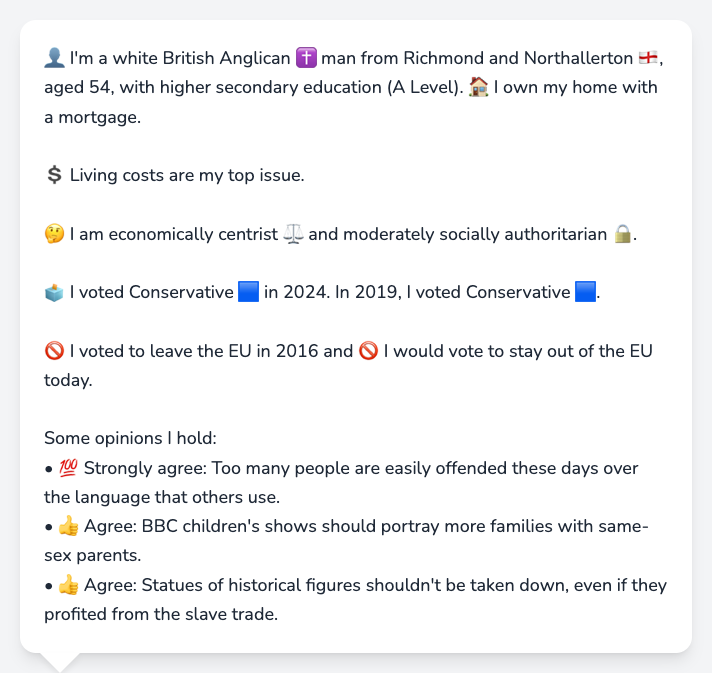 👤 I'm a white British Anglican ✝️ man from Richmond and Northallerton 🏴󠁧󠁢󠁥󠁮󠁧󠁿,
aged 54, with higher secondary education (A Level). 🏠 I own my home with
a mortgage.
💲 Living costs are my top issue.
🤔 I am economically centrist ⚖️ and moderately socially authoritarian 🔒.
🗳️ I voted Conservative 🟦 in 2024. In 2019, I voted Conservative 🟦.
🚫 I voted to leave the EU in 2016 and 🚫 I would vote to stay out of the EU
today.
Some opinions I hold:
• 💯 Strongly agree: Too many people are easily offended these days over
the language that others use.
• 👍 Agree: BBC children's shows should portray more families with same-
sex parents.
• 👍 Agree: Statues of historical figures shouldn't be taken down, even if they
profited from the slave trade.